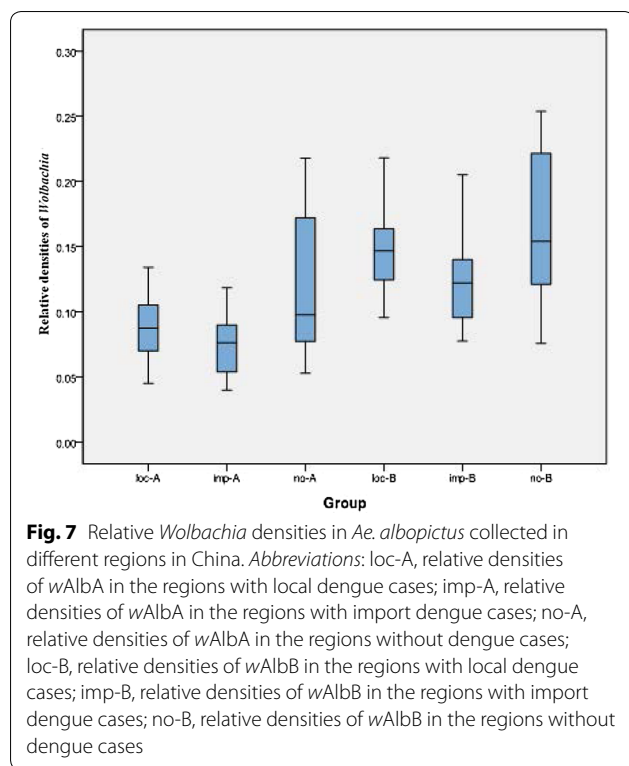 0.30
0.25
0.20
0.15
0.10
0.05
0.00
Relative densities of Wolbachia
loc-A imp-A no-A loc-B imp-B no-B
Group
Fig. 7 Relative Wolbachia densities in Ae. albopictus collected in
different regions in China. Abbreviations: loc-A, relative densities
of wAlbA in the regions with local dengue cases; imp-A, relative
densities of wAlbA in the regions with import dengue cases; no-A,
relative densities of wAlbA in the regions without dengue cases;
loc-B, relative densities of wAlbB in the regions with local dengue
cases; imp-B, relative densities of wAlbB in the regions with import
dengue cases; no-B, relative densities of wAlbB in the regions without
dengue cases